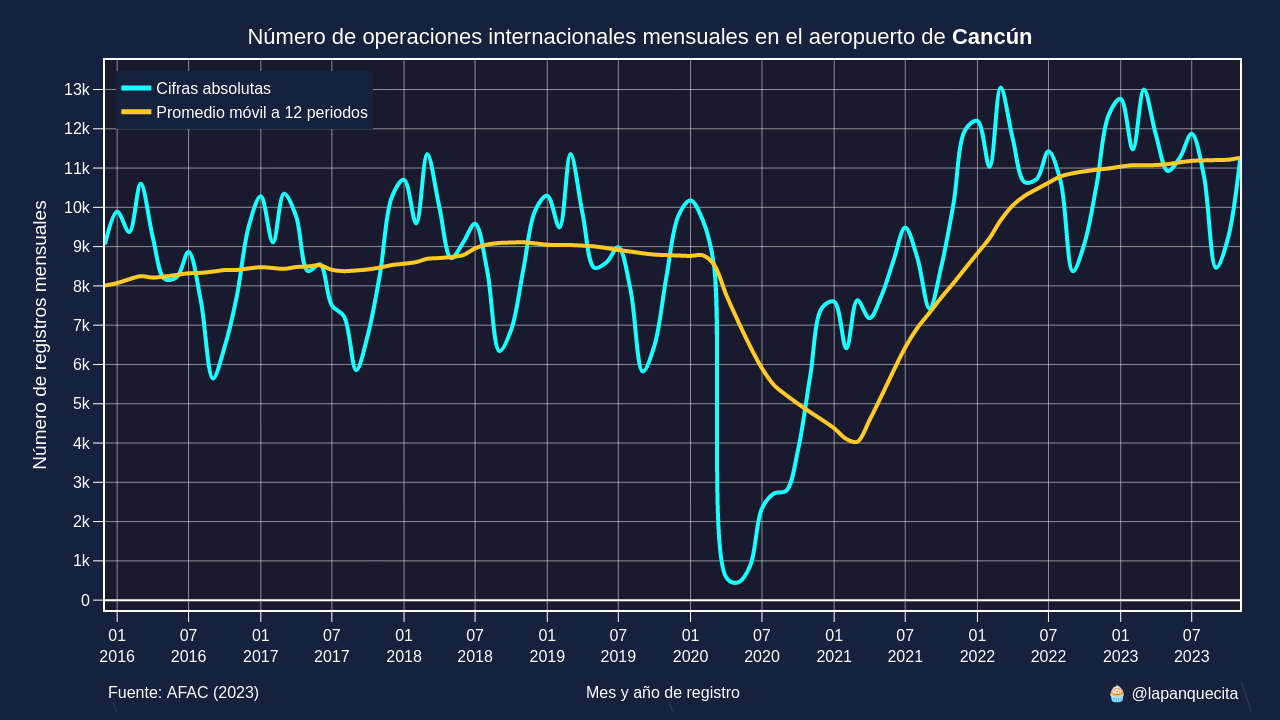 Número de operaciones internacionales mensuales en el aeropuerto de Cancún
Cifras absolutas
Promedio móvil a 12 periodos
Número de registros mensuales
13k
12k
11k
10k
9k
8k
7k
6k
5k
4k
3k
2k
1k
0
01 07 01 07 01 07 01 07 01 07 01 07 01 07 01 07
2016 2016 2017 2017 2018 2018 2019 2019 2020 2020 2021 2021 2022 2022 2023 2023
Fuente: AFAC (2023) Mes y año de registro 🧁 @lapanquecita